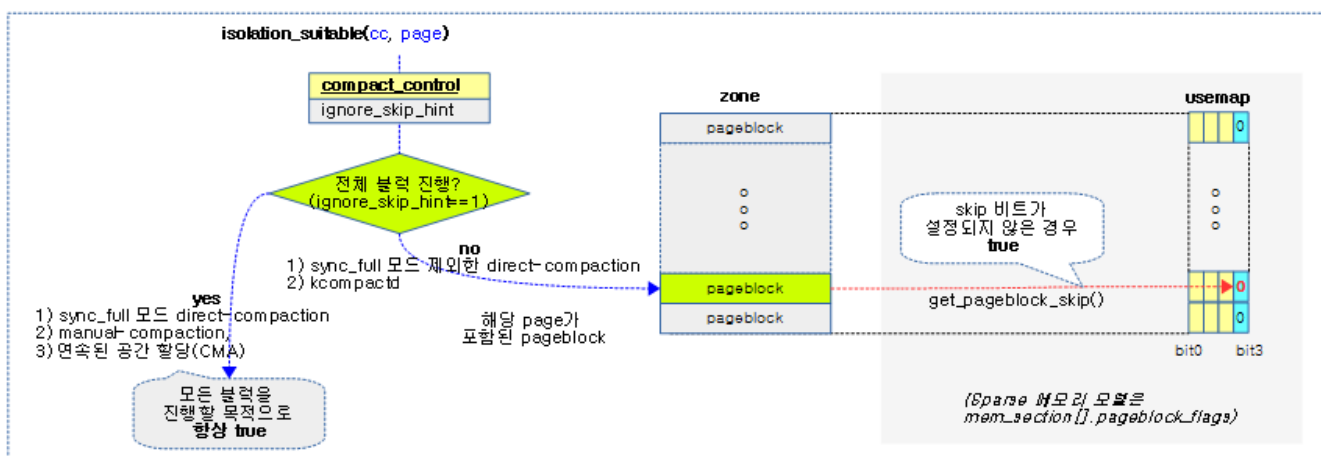 isolation_suitable(cc, page)
compact_control
ignore_skip_hint
전체 블럭 진행?
(ignore_skip_hint==1)
no
1) sync_full 모드 제외한 direct-compaction
2) kcompactd
yes
1) sync_full 모드 direct-compaction
2) manual-compaction,
3) 연속된 공간 할당(CMA)
모든 블럭을
진행할 목적으로
항상 true
해당 page가
포함된 pageblock
zone
pageblock
pageblock
pageblock
skip 비트가
설정되지 않은 경우
true
get_pageblock_skip()
usemap
0
0
0
bit0
bit3
(Sparse 메모리 모델은
mem_section[].pageblock_flags)